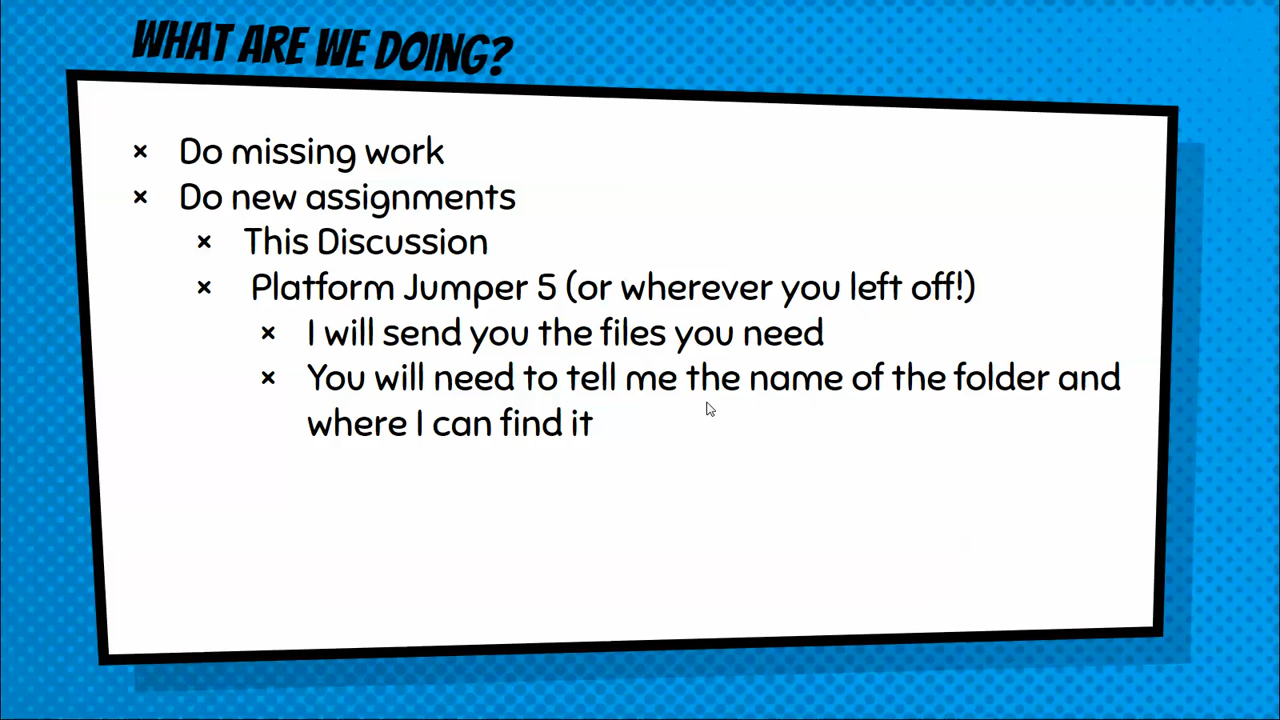 WHAT ARE WE DOING?
× Do missing work
× Do new assignments
× This Discussion
× Platform Jumper 5 (or wherever you left off!)
× I will send you the files you need
× You will need to tell me the name of the folder and
where I can find it